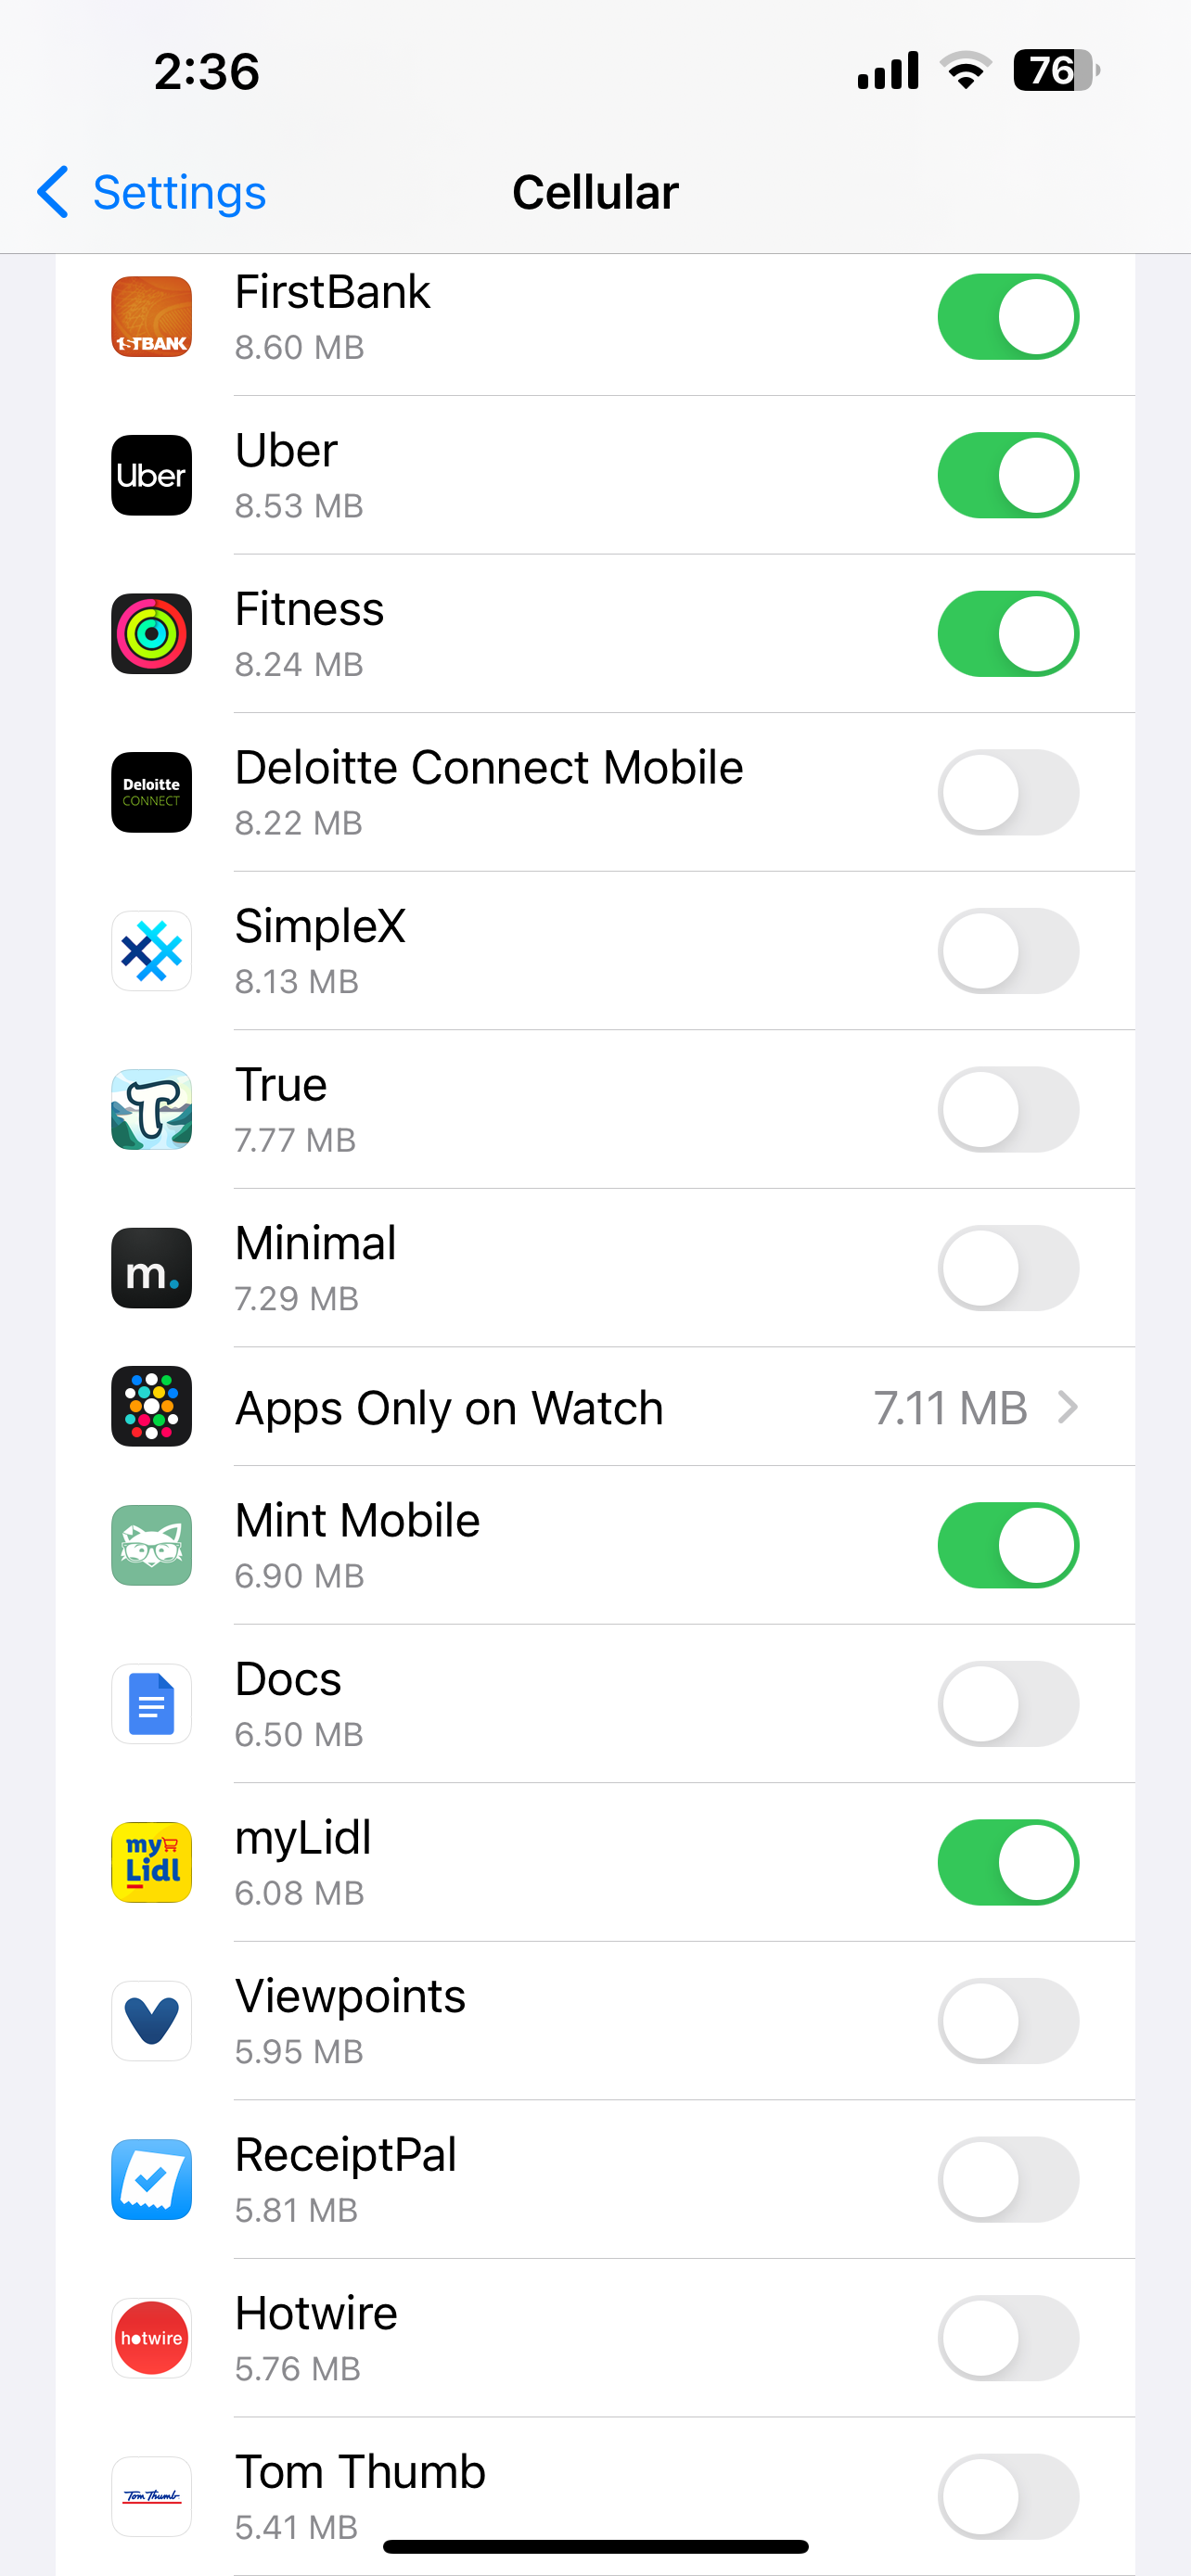 2:36
76
Settings
Cellular
1STBANK
FirstBank
8.60 MB
Uber
Uber
8.53 MB
Fitness
8.24 MB
Deloitte
CONNECT
Deloitte Connect Mobile
8.22 MB
SimpleX
8.13 MB
T
True
7.77 MB
m.
Minimal
7.29 MB
Apps Only on Watch 7.11 MB
Mint Mobile
6.90 MB
Docs
6.50 MB
my
Lidl
myLidl
6.08 MB
Viewpoints
5.95 MB
ReceiptPal
5.81 MB
hotwire
Hotwire
5.76 MB
Tom Thumb
Tom Thumb
5.41 MB